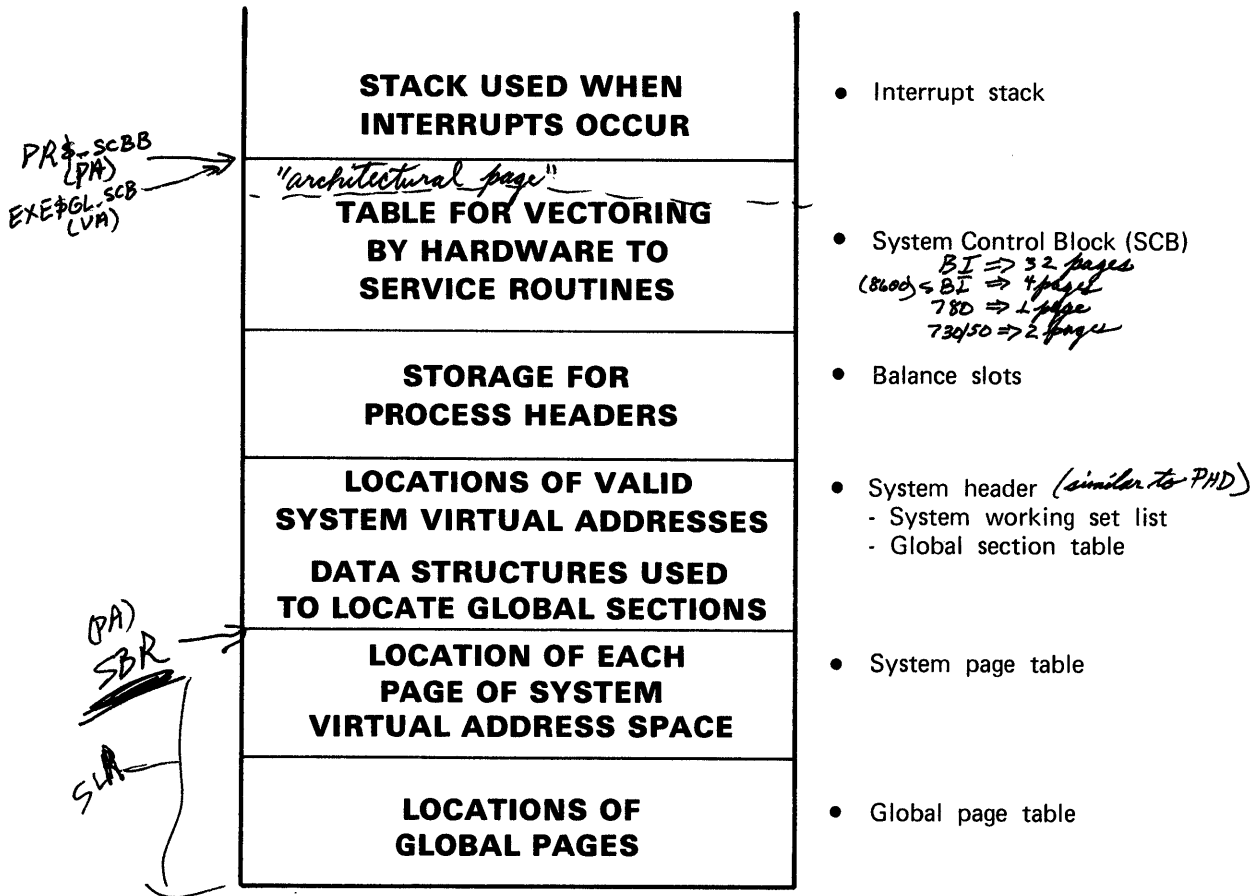 STACK USED WHEN
INTERRUPTS OCCUR
• Interrupt stack
PR$_SCBB
(PA)
EXE$GL_SCB
(VA)
"architectural page"
TABLE FOR VECTORING
BY HARDWARE TO
SERVICE ROUTINES
• System Control Block (SCB)
BI => 32 pages
(8600) SBI => 4 pages
780 => 1 page
730/50 => 2 pages
STORAGE FOR
PROCESS HEADERS
• Balance slots
LOCATIONS OF VALID
SYSTEM VIRTUAL ADDRESSES
DATA STRUCTURES USED
TO LOCATE GLOBAL SECTIONS
• System header (similar to PHD)
- System working set list
- Global section table
(PA)
SBR
LOCATION OF EACH
PAGE OF SYSTEM
VIRTUAL ADDRESS SPACE
• System page table
SLR
LOCATIONS OF
GLOBAL PAGES
• Global page table